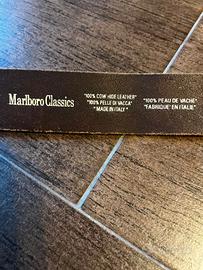 Marlboro Classics
"100% COW HIDE LEATHER"
"100% PELLE DI VACCA"
"MADE IN ITALY"
"100% PEAU DE VACHE"
"FABRIQUE' EN ITALIE"